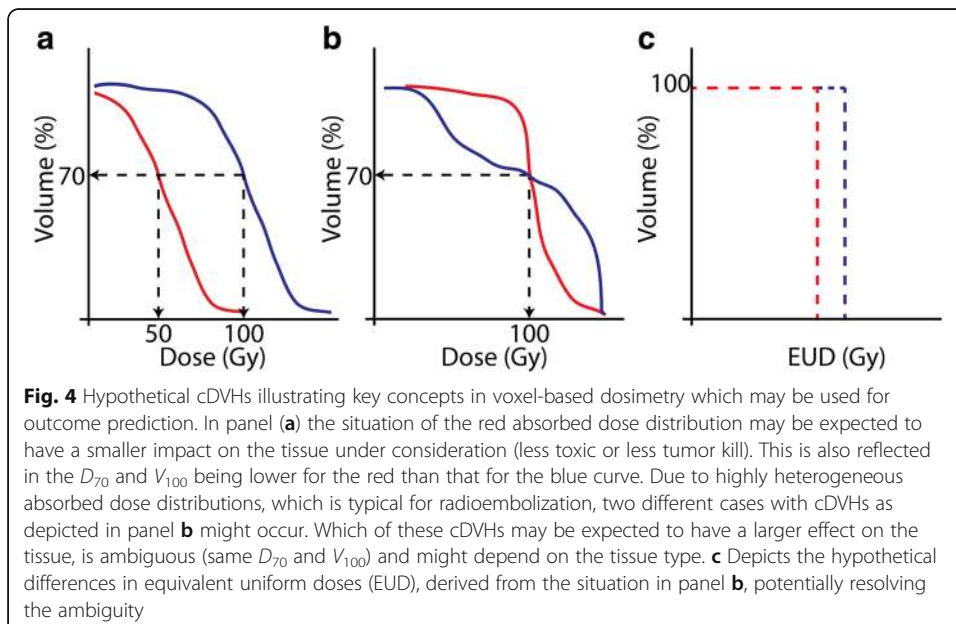 a
b
c
100
Volume (%)
70
50
100
Dose (Gy)
Volume (%)
70
100
Dose (Gy)
Volume (%)
EUD (Gy)
Fig. 4 Hypothetical cDVHs illustrating key concepts in voxel-based dosimetry which may be used for
outcome prediction. In panel (a) the situation of the red absorbed dose distribution may be expected to
have a smaller impact on the tissue under consideration (less toxic or less tumor kill). This is also reflected
in the D70 and V100 being lower for the red than that for the blue curve. Due to highly heterogeneous
absorbed dose distributions, which is typical for radioembolization, two different cases with cDVHs as
depicted in panel b might occur. Which of these cDVHs may be expected to have a larger effect on the
tissue, is ambiguous (same D70 and V100) and might depend on the tissue type. c Depicts the hypothetical
differences in equivalent uniform doses (EUD), derived from the situation in panel b, potentially resolving
the ambiguity